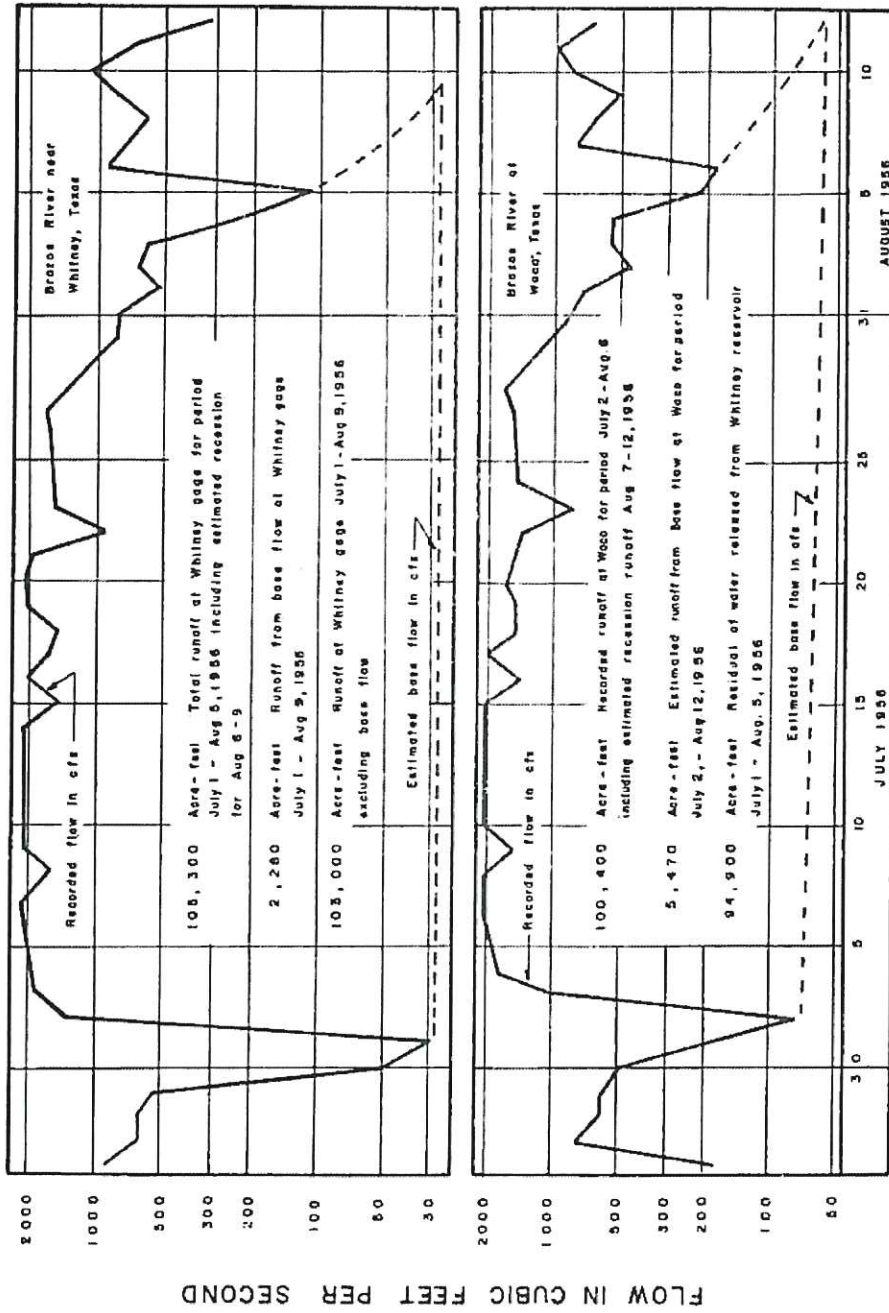 FLOW IN CUBIC FEET PER SECOND
2000
1000
500
300
200
100
50
30
Brazos River near
Whitney, Texas
Recorded flow in cfs
105,300 Acre-feet Total runoff at Whitney gage for period
July 1 - Aug 5, 1956 including estimated recession
for Aug 6-9
2,280 Acre-feet Runoff from base flow at Whitney gage
July 1 - Aug 9, 1956
103,000 Acre-feet Runoff at Whitney gage July 1 - Aug 9, 1956
excluding base flow
Estimated base flow in cfs
2000
1000
500
200
100
50
Brazos River at
Waco, Texas
Recorded flow in cfs
100,400 Acre-feet Recorded runoff at Waco for period July 2-Aug. 6
including estimated recession runoff Aug 7-12, 1956
5,470 Acre-feet Estimated runoff from base flow at Waco for period
July 2, - Aug. 12, 1956
94,900 Acre-feet Residual of water released from Whitney reservoir
July 1 - Aug. 5, 1956
Estimated base flow in cfs
30 5 10 15 20 25 31 5 10
JULY 1956 AUGUST 1956